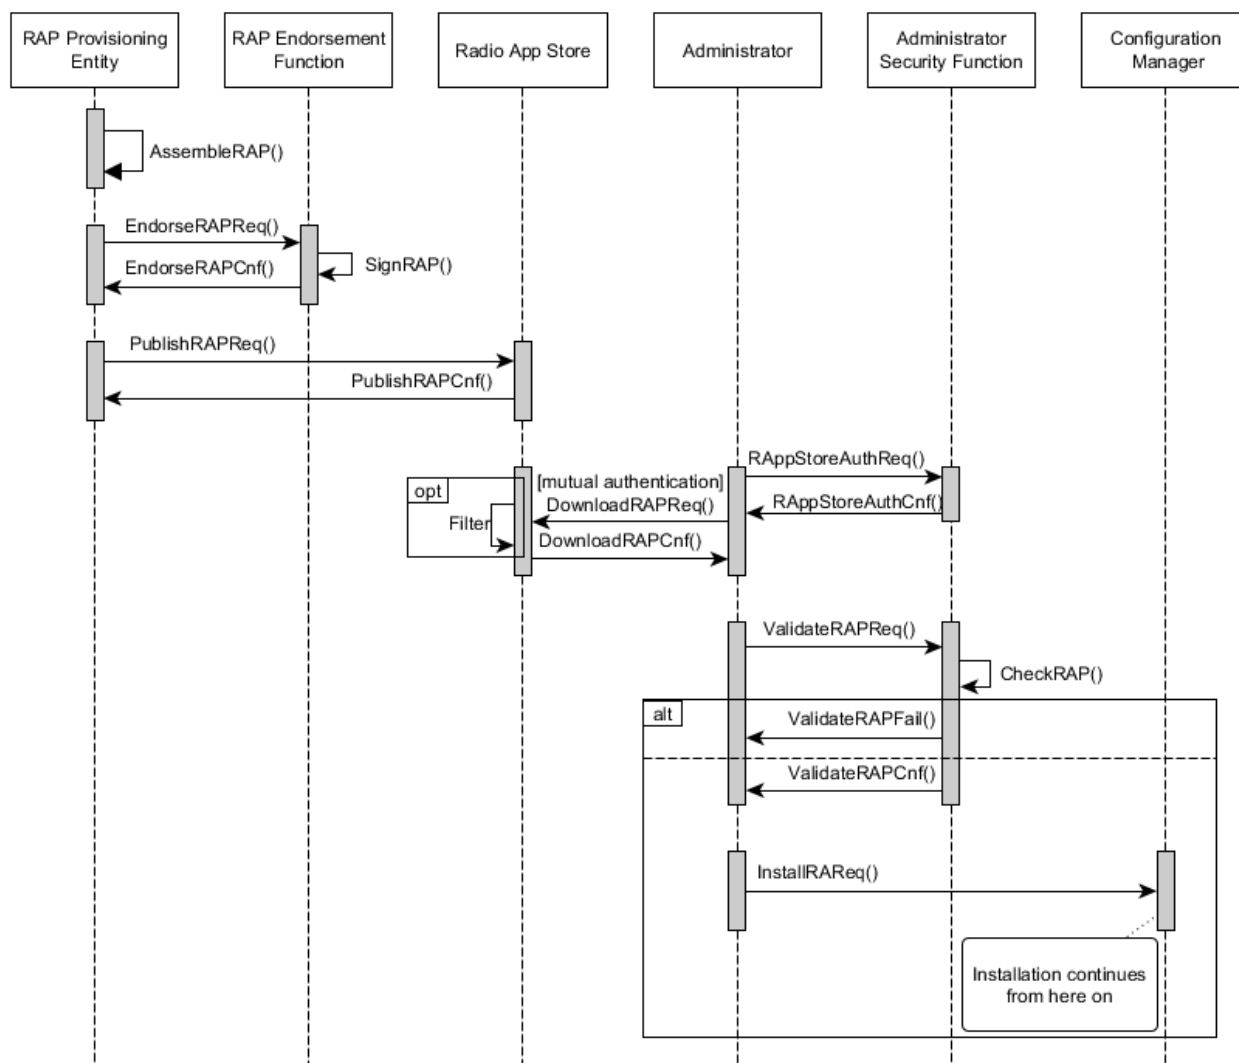 RAP Provisioning
Entity
RAP Endorsement
Function
Radio App Store
Administrator
Administrator
Security Function
Configuration
Manager
AssembleRAP()
EndorseRAPReq()
SignRAP()
EndorseRAPCnf()
PublishRAPReq()
PublishRAPCnf()
RAppStoreAuthReq()
opt
[mutual authentication]
DownloadRAPReq()
RAppStoreAuthCnf()
Filter
DownloadRAPCnf()
ValidateRAPReq()
CheckRAP()
alt
ValidateRAPFail()
ValidateRAPCnf()
InstallRAReq()
Installation continues
from here on